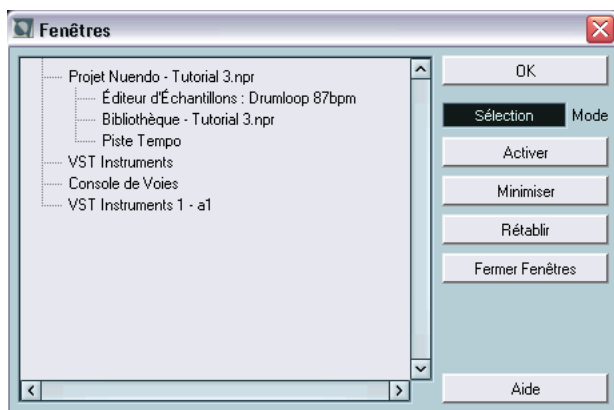 Fenêtres
Projet Nuendo - Tutorial 3.npr
Éditeur d'Échantillons : Drumloop 87bpm
Bibliothèque - Tutorial 3.npr
Piste Tempo
VST Instruments
Console de Voies
VST Instruments 1 - a1
OK
Sélection Mode
Activer
Minimiser
Rétablir
Fermer Fenêtres
Aide